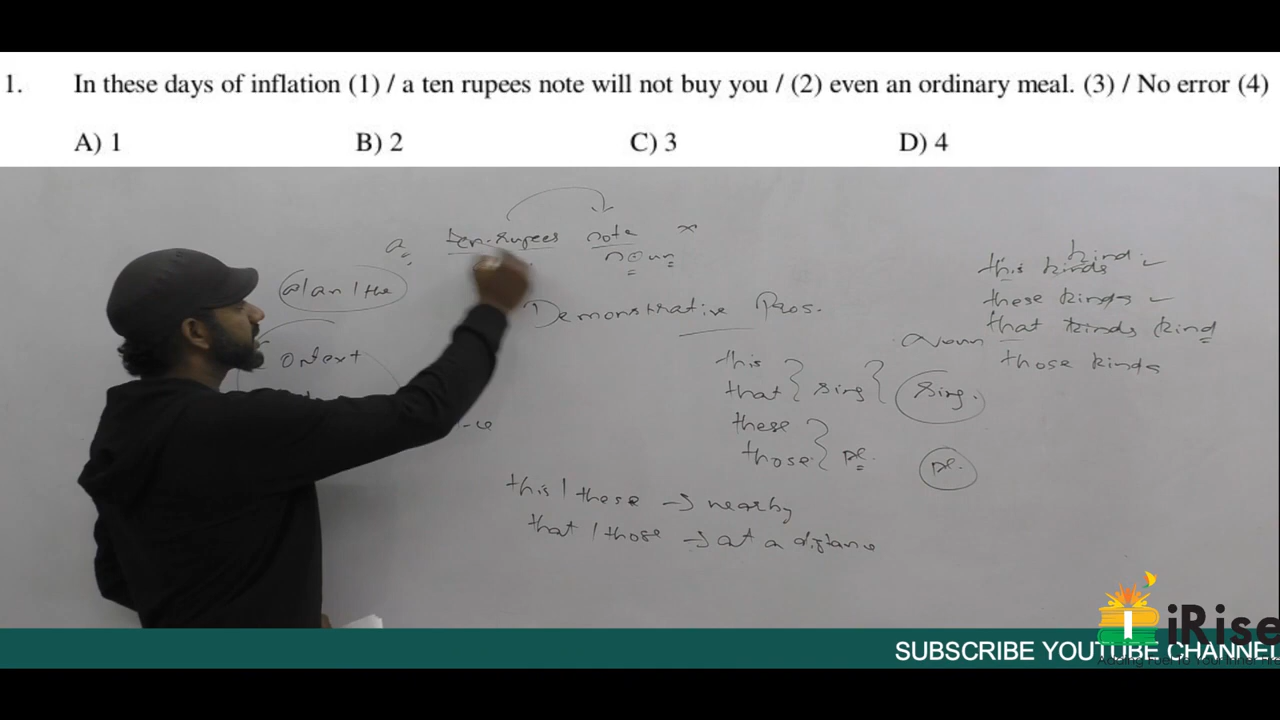 1. In these days of inflation (1) / a ten rupees note will not buy you / (2) even an ordinary meal. (3) / No error (4)
A) 1 B) 2 C) 3 D) 4
a ten-rupees note ×
noun
a/an/the
Demonstrative Pros.
this kinds kind ✓
these kinds ✓
that kinds kind
those kinds
Noun
this
that } sing } sing.
these
those } pl. pl.
this / these → nearby
that / those → at a distance
iRise
SUBSCRIBE YOUTUBE CHANNEL